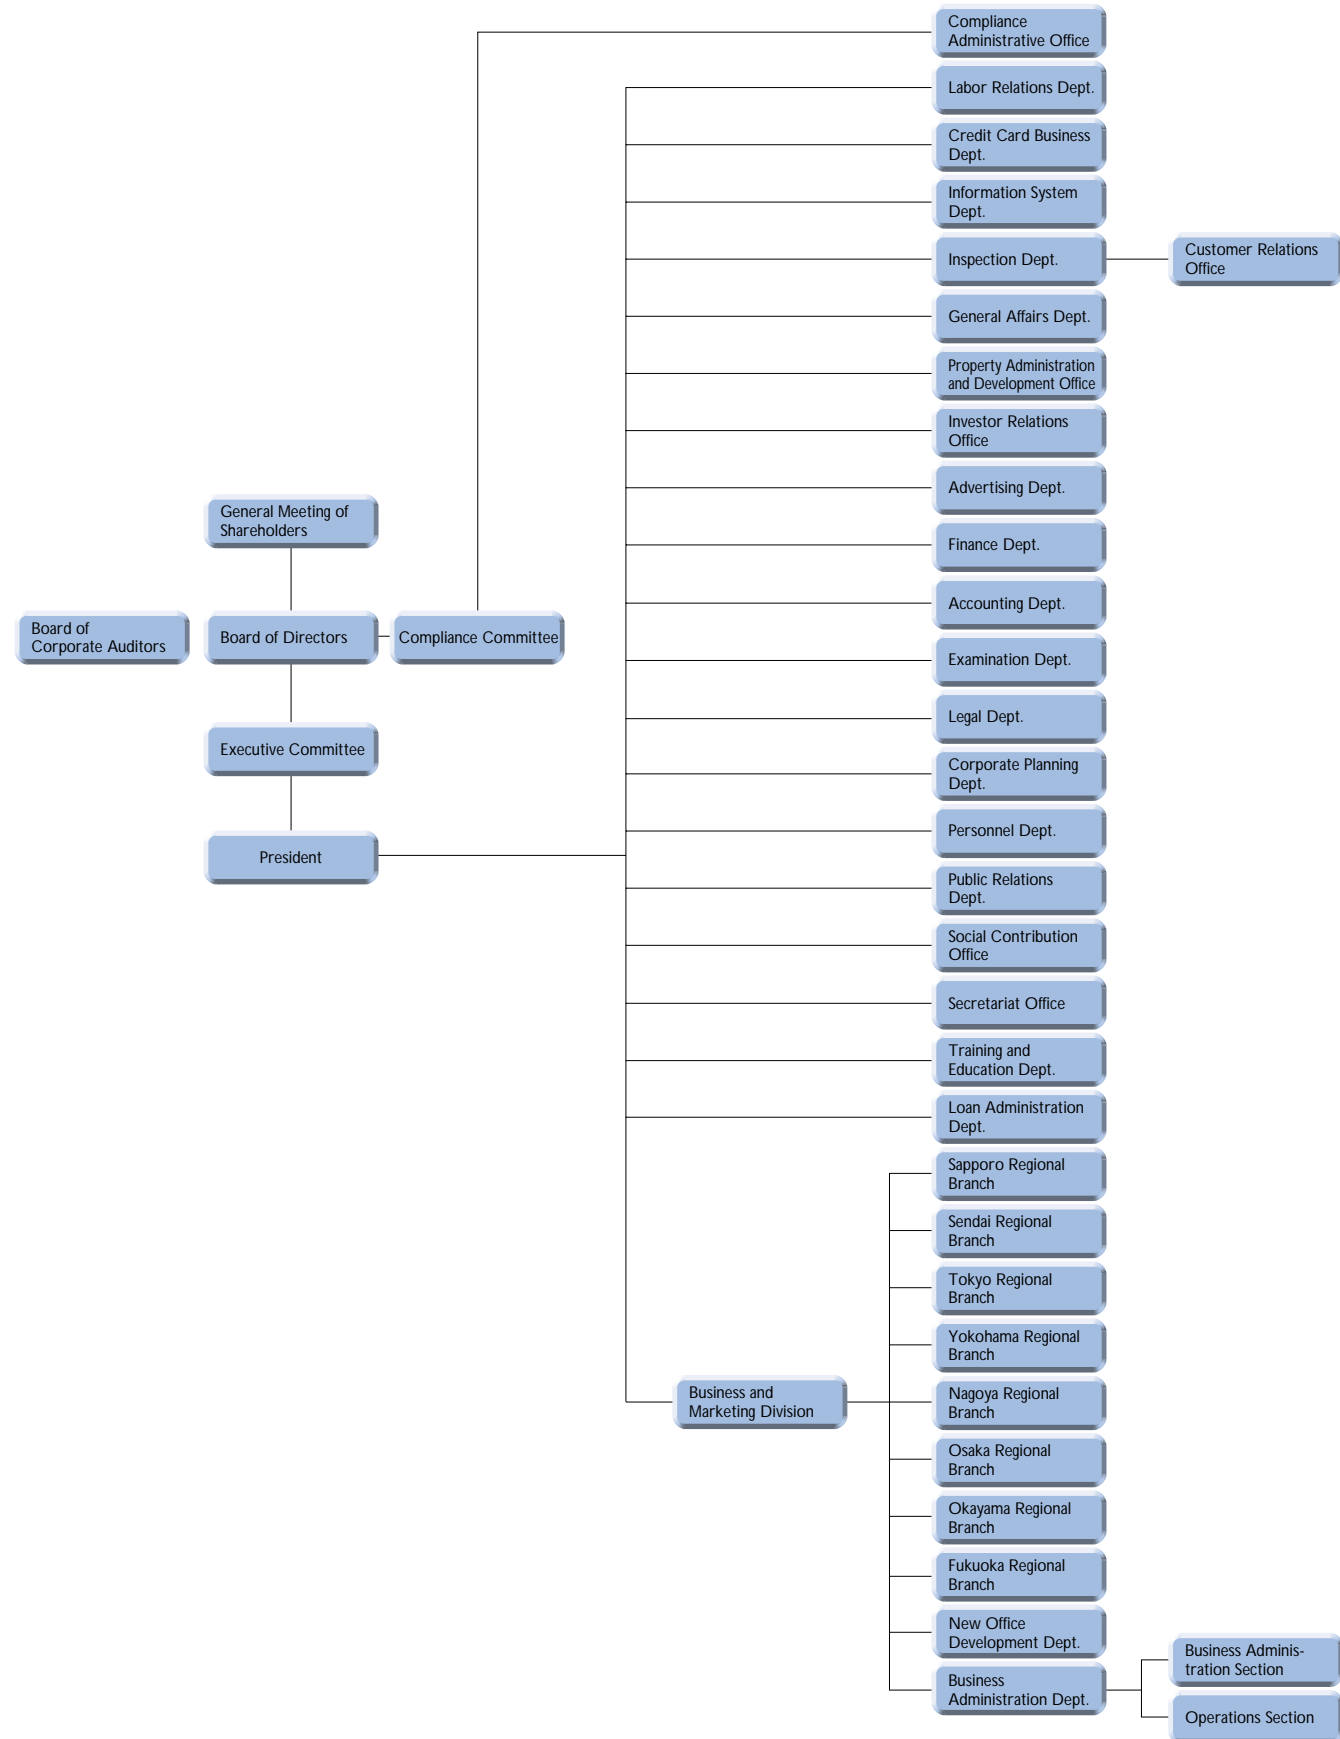 Compliance
Administrative Office
Labor Relations Dept.
Credit Card Business
Dept.
Information System
Dept.
Inspection Dept.
Customer Relations
Office
General Affairs Dept.
Property Administration
and Development Office
Investor Relations
Office
Advertising Dept.
General Meeting of
Shareholders
Finance Dept.
Accounting Dept.
Board of
Corporate Auditors
Board of Directors
Compliance Committee
Examination Dept.
Legal Dept.
Executive Committee
Corporate Planning
Dept.
Personnel Dept.
President
Public Relations
Dept.
Social Contribution
Office
Secretariat Office
Training and
Education Dept.
Loan Administration
Dept.
Sapporo Regional
Branch
Sendai Regional
Branch
Tokyo Regional
Branch
Yokohama Regional
Branch
Business and
Marketing Division
Nagoya Regional
Branch
Osaka Regional
Branch
Okayama Regional
Branch
Fukuoka Regional
Branch
New Office
Development Dept.
Business
Administration Dept.
Business Adminis-
tration Section
Operations Section